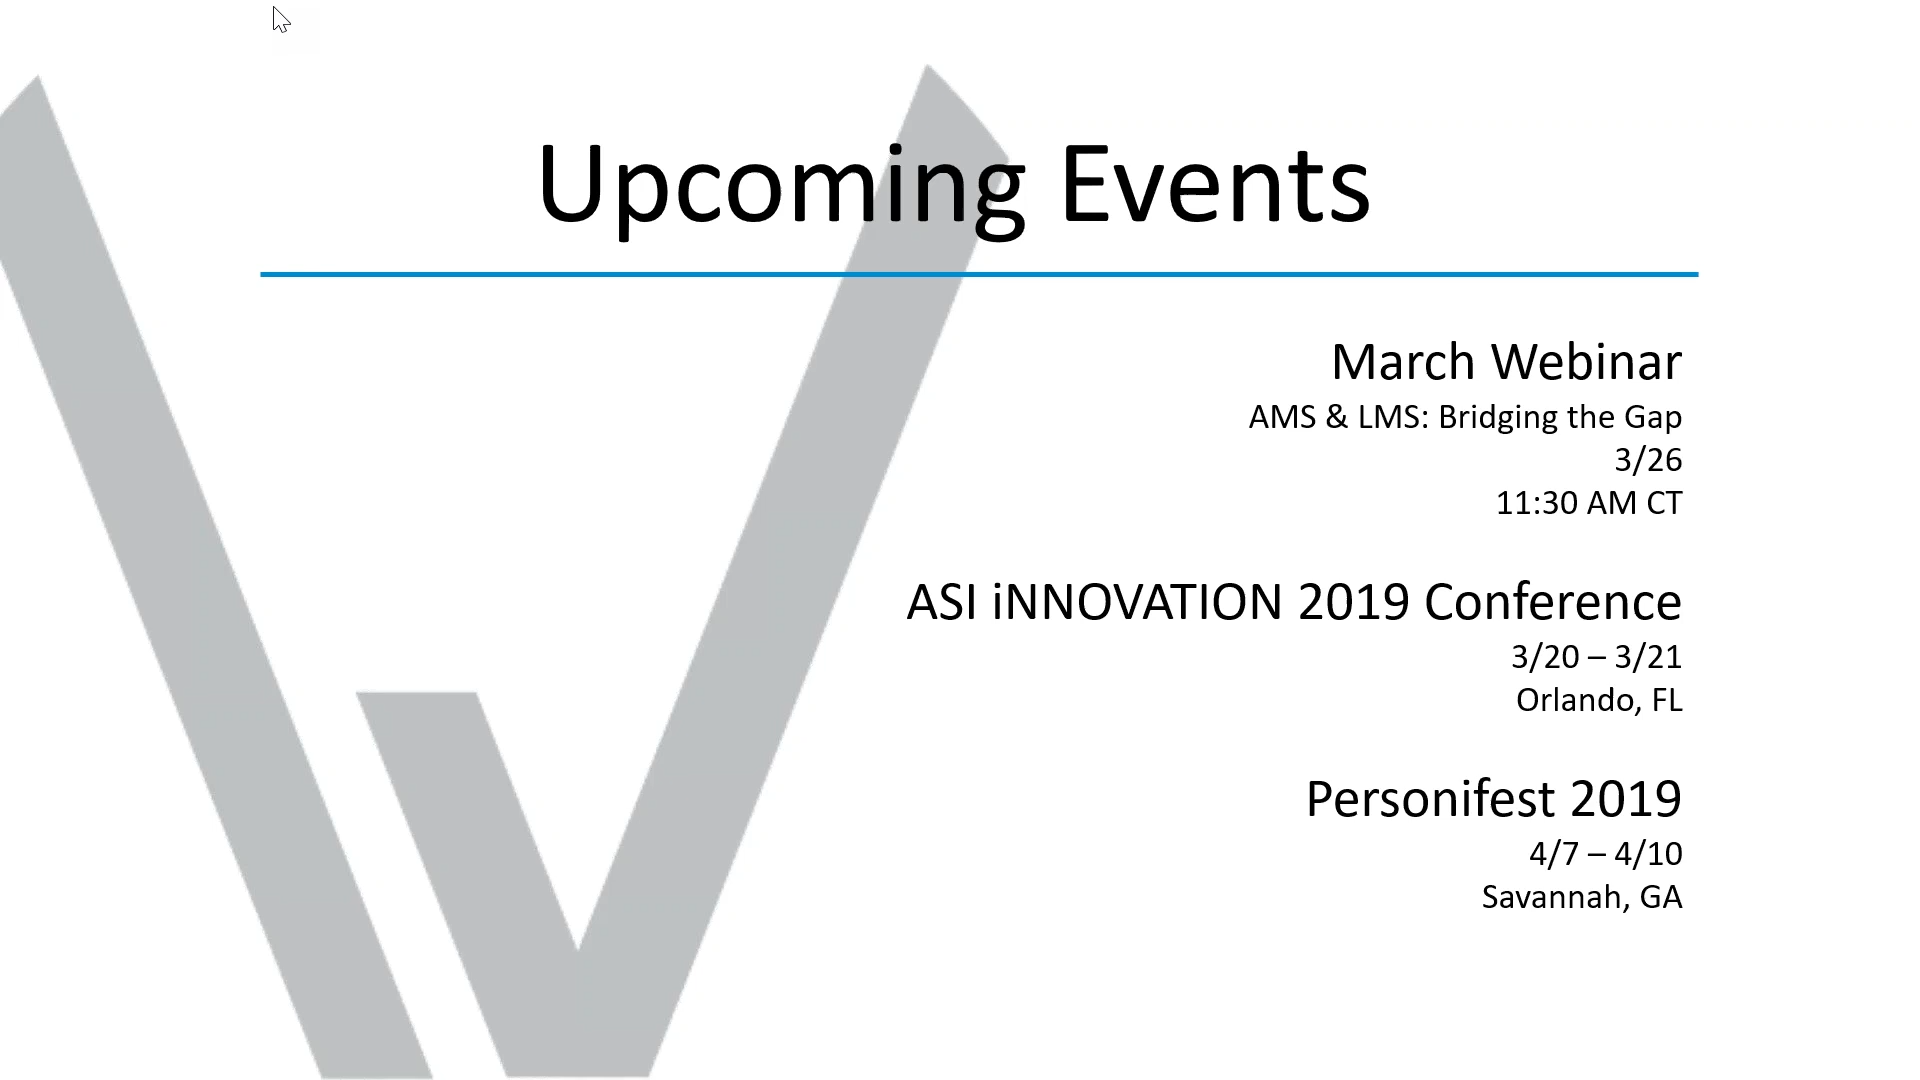 Upcoming Events
March Webinar
AMS & LMS: Bridging the Gap
3/26
11:30 AM CT
ASI iNNOVATION 2019 Conference
3/20 – 3/21
Orlando, FL
Personifest 2019
4/7 – 4/10
Savannah, GA